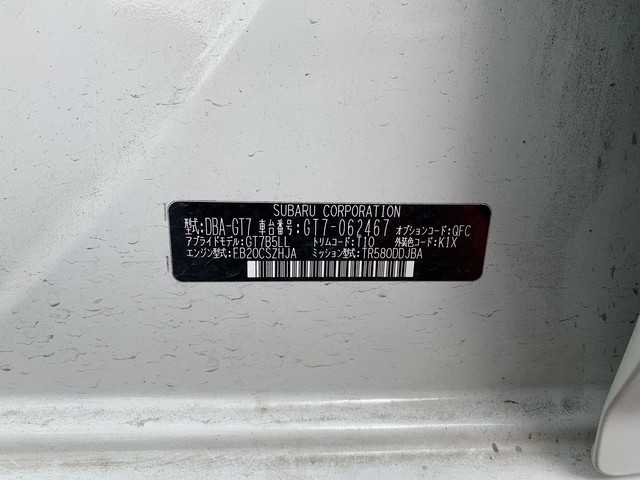 SUBARU CORPORATION
型式:DBA-GT7 車台番号:GT7-062467 オプションコード:QFC
アプライドモデル:GT7B5LL トリムコード:T10 外装色コード:K1X
エンジン型式:FB20CSZHJA ミッション型式:TR580DDJBA